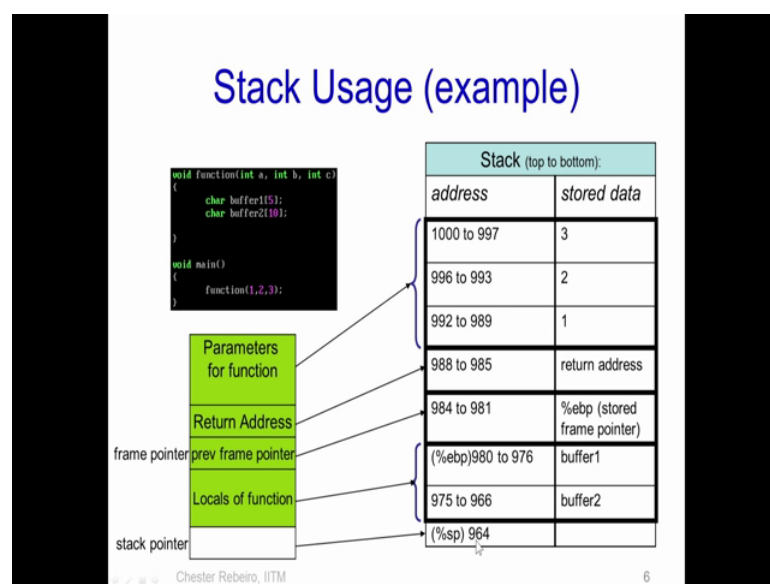 Stack Usage (example)
void function(int a, int b, int c)
{
char buffer1[5];
char buffer2[10];
}
void main()
{
function(1,2,3);
}
Parameters
for function
Return Address
frame pointer prev frame pointer
Locals of function
stack pointer
Stack (top to bottom):
address stored data
1000 to 997 3
996 to 993 2
992 to 989 1
988 to 985 return address
984 to 981 %ebp (stored
frame pointer)
(%ebp)980 to 976 buffer1
975 to 966 buffer2
(%sp) 964
Chester Rebeiro, IITM 6